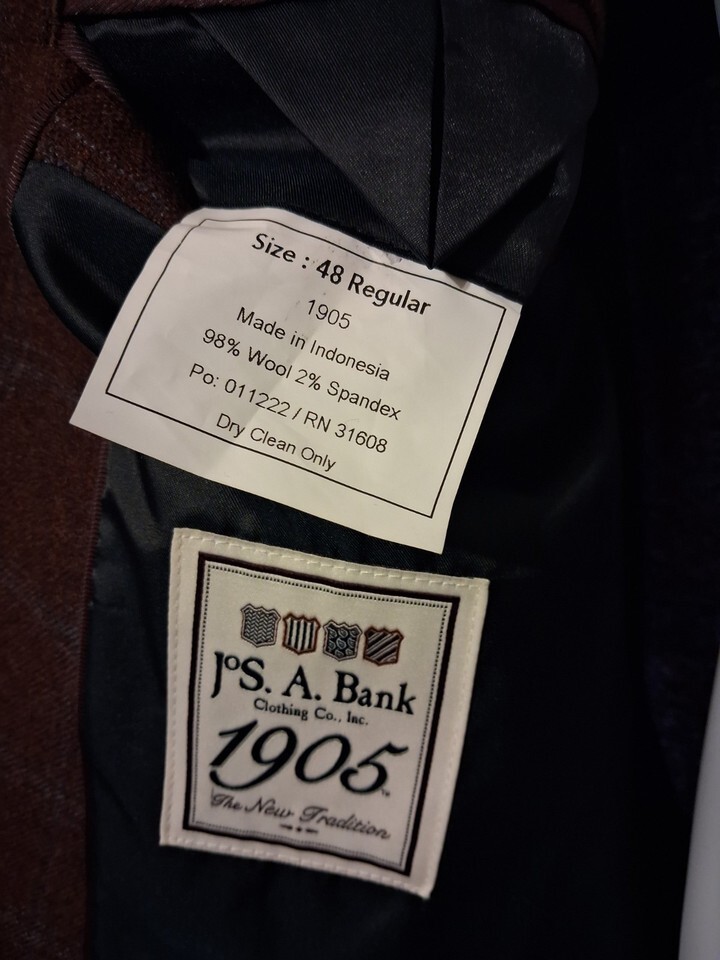 Size : 48 Regular
1905
Made in Indonesia
98% Wool 2% Spandex
Po: 011222 / RN 31608
Dry Clean Only
JoS. A. Bank
Clothing Co., Inc.
1905™
The New Tradition